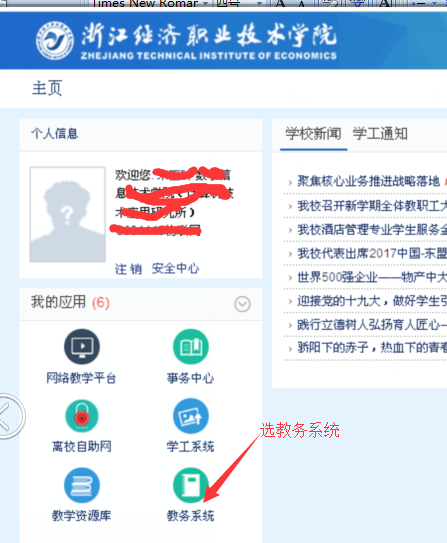 Times New Romar
四号
浙江经济职业技术学院
ZHEJIANG TECHNICAL INSTITUTE OF ECONOMICS
主页
个人信息
欢迎您:
注 销 安全中心
学校新闻 学工通知
› 聚焦核心业务推进战略落地
› 我校召开新学期全体教职工大
› 我校酒店管理专业学生服务金
› 我校代表出席2017中国-东盟
› 世界500强企业——物产中大
› 迎接党的十九大，做好学生引
› 践行立德树人弘扬育人匠心—
› 骄阳下的赤子，热血下的青春
我的应用 (6)
网络教学平台 事务中心
离校自助网 学工系统
教学资源库 教务系统
选教务系统